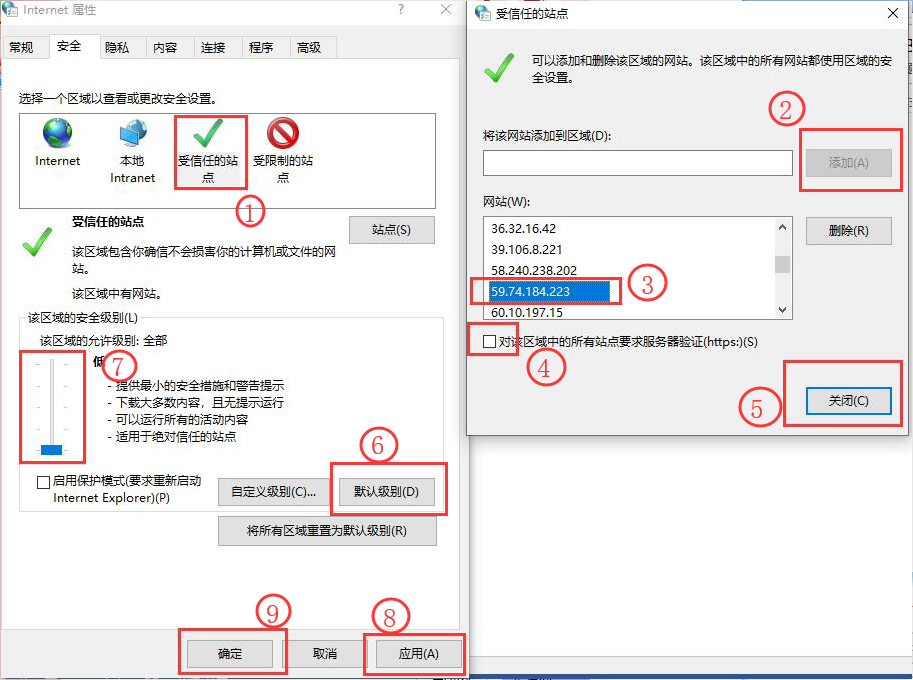 Internet 属性
?
常规
安全
隐私
内容
连接
程序
高级
选择一个区域以查看或更改安全设置。
Internet
本地
Intranet
受信任的站
点
受限制的站
点
①
受信任的站点
站点(S)
该区域包含你确信不会损害你的计算机或文件的网
站。
该区域中有网站。
该区域的安全级别(L)
该区域的允许级别: 全部
低
⑦
- 提供最小的安全措施和警告提示
- 下载大多数内容，且无提示运行
- 可以运行所有的活动内容
- 适用于绝对信任的站点
⑥
启用保护模式(要求重新启动
Internet Explorer)(P)
自定义级别(C)...
默认级别(D)
将所有区域重置为默认级别(R)
⑨
⑧
确定
取消
应用(A)
受信任的站点
可以添加和删除该区域的网站。该区域中的所有网站都使用区域的安
全设置。
②
将该网站添加到区域(D):
添加(A)
网站(W):
36.32.16.42
39.106.8.221
58.240.238.202
59.74.184.223
60.10.197.15
删除(R)
③
对该区域中的所有站点要求服务器验证(https:)(S)
④
⑤
关闭(C)